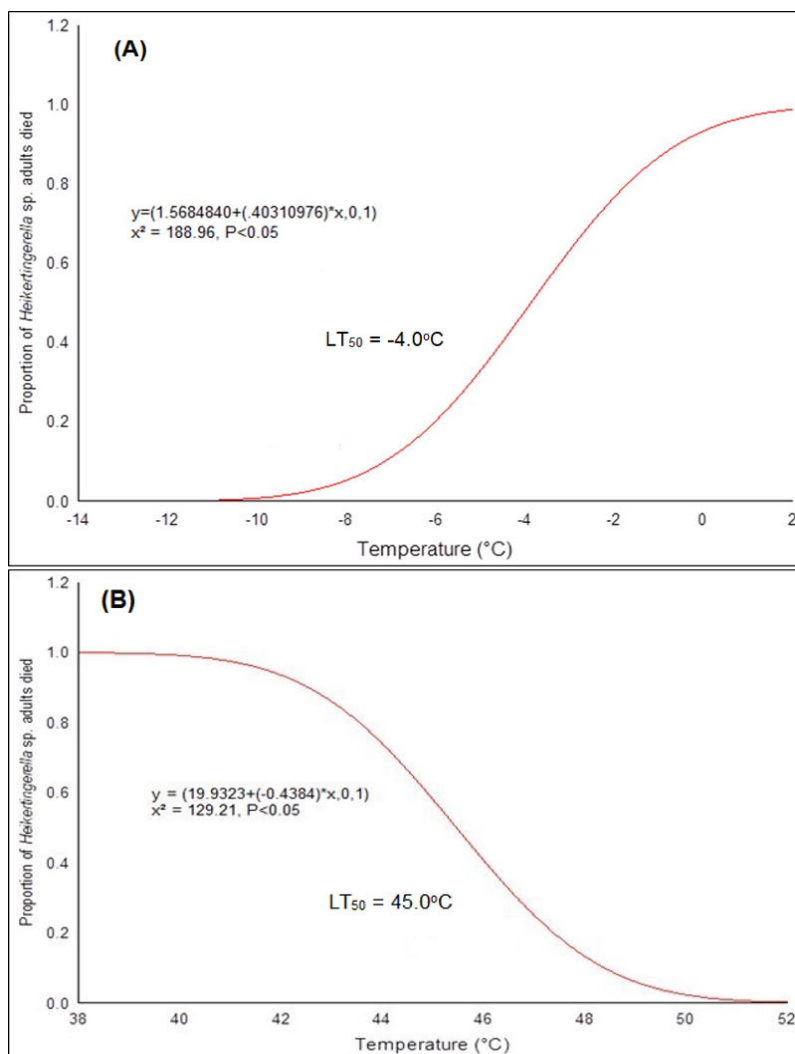 (A)
1.2
1.0
0.8
0.6
0.4
0.2
0.0
Proportion of Heikertingerella sp. adults died
y=(1.5684840+(.40310976)*x,0,1)
x² = 188.96, P<0.05
LT₅₀ = -4.0°C
-14 -12 -10 -8 -6 -4 -2 0 2
Temperature (°C)
(B)
1.2
1.0
0.8
0.6
0.4
0.2
0.0
Proportion of Heikertingerella sp. adults died
y = (19.9323+(-0.4384)*x,0,1)
x² = 129.21, P<0.05
LT₅₀ = 45.0°C
38 40 42 44 46 48 50 52
Temperature (°C)